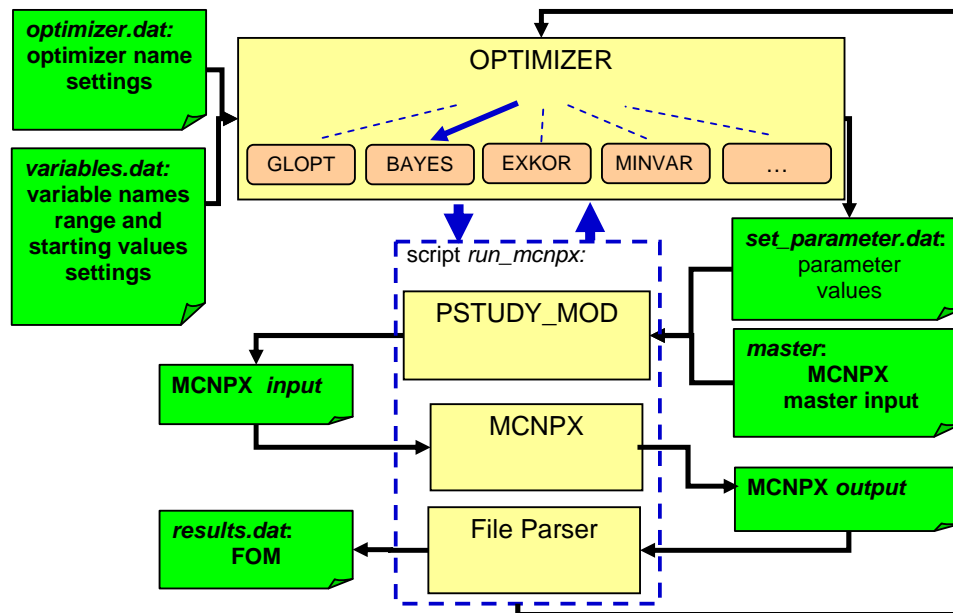 optimizer.dat:
optimizer name
settings
OPTIMIZER
GLOPT
BAYES
EXKOR
MINVAR
...
variables.dat:
variable names
range and
starting values
settings
script run_mcnpx:
set_parameter.dat:
parameter
values
PSTUDY_MOD
master:
MCNPX
master input
MCNPX input
MCNPX
MCNPX output
results.dat:
FOM
File Parser